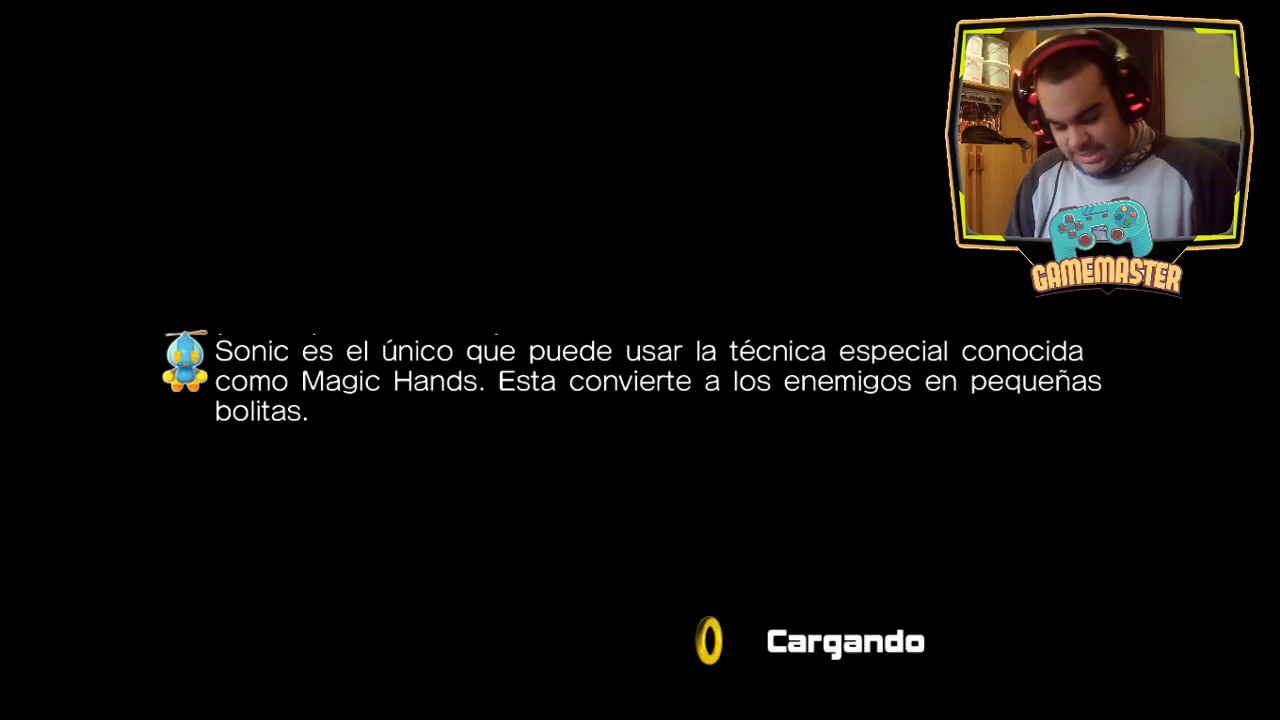 GAMEMASTER
Sonic es el único que puede usar la técnica especial conocida
como Magic Hands. Esta convierte a los enemigos en pequeñas
bolitas.
Cargando